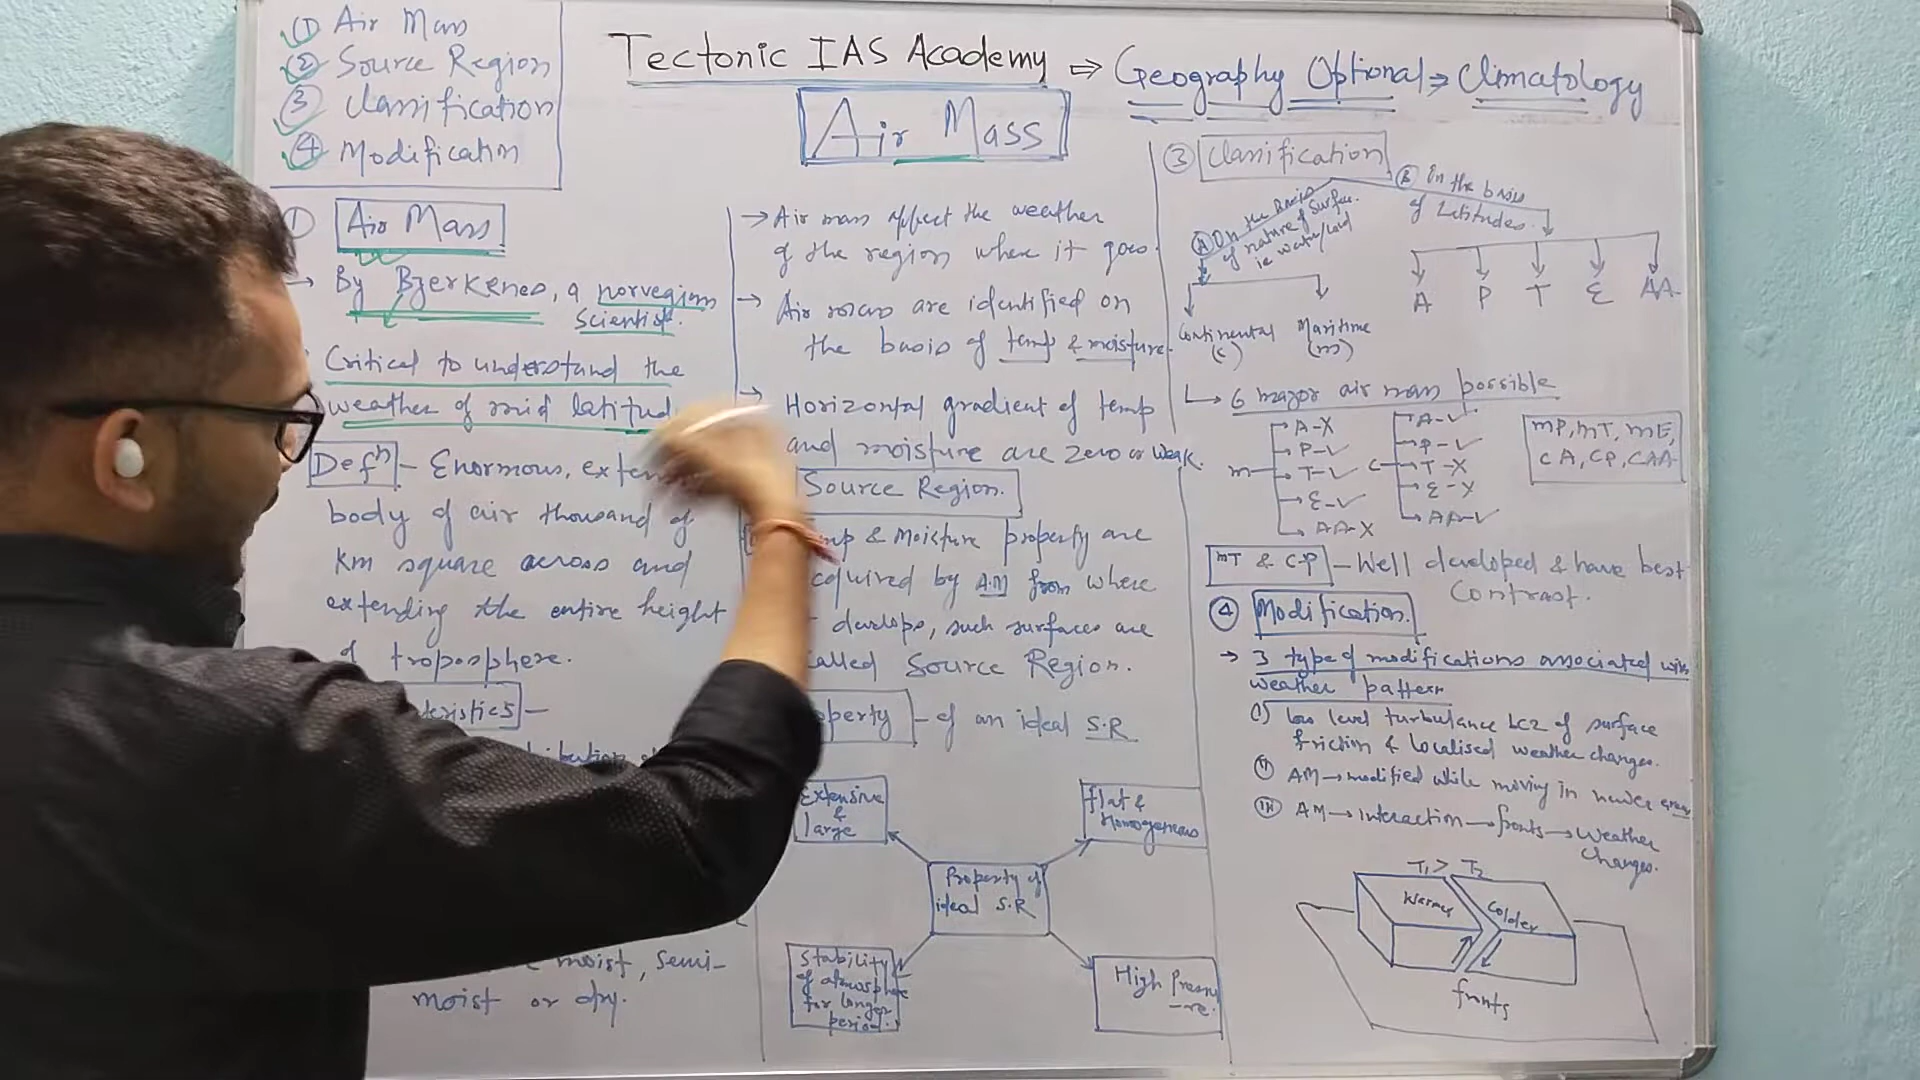 Tectonic IAS Academy ⇒ Geography Optional ⇒ Climatology
Air Mass
① Air Mass
② Source Region
③ Classification
④ Modification
① Air Mass
→ By Bjerkenes, a norvegian
scientist.
Critical to understand the
weather of mid latitud
Defⁿ - Enormous, exten
body of air thousand of
Km square across and
extending the entire height
of troposphere.
teristics -
bution
moist, semi-
moist or dry.
→ Air mass affect the weather
of the region where it goes.
→ Air mass are identified on
the basis of temp & moisture.
→ Horizontal gradient of temp
and moisture are zero or weak.
Source Region.
mp & Moisture property are
cquired by A.M from where
develops, such surfaces are
alled Source Region.
operty - of an ideal S.R
Extensive
&
large
flat &
Homogeneous
Property of
ideal S.R
Stability
of atmosphere
for longer
period.
High Pressu
-re.
③ Classification
Ⓐ On the Basis
of nature of Surface.
ie water/land
Ⓑ On the basis
of Latitudes.
Continental
(c)
Maritime
(m)
A P T E AA
↳ 6 major air mass possible
m
A-X
P-✓
T-✓
E-✓
AA-X
C
A-✓
P-✓
T-X
E-X
AA-✓
mP, mT, mE,
cA, CP, CAA-
mT & C-P - Well developed & have best
Contrast.
④ Modification.
→ 3 type of modifications associated with
weather pattern
(i) low level turbulance bcz of surface
friction & localised weather changes.
(ii) AM → modified while moving in newer areas
(iii) AM → interaction → fronts → weather
changes.
T₁ > T₂
Warmer
Colder
fronts